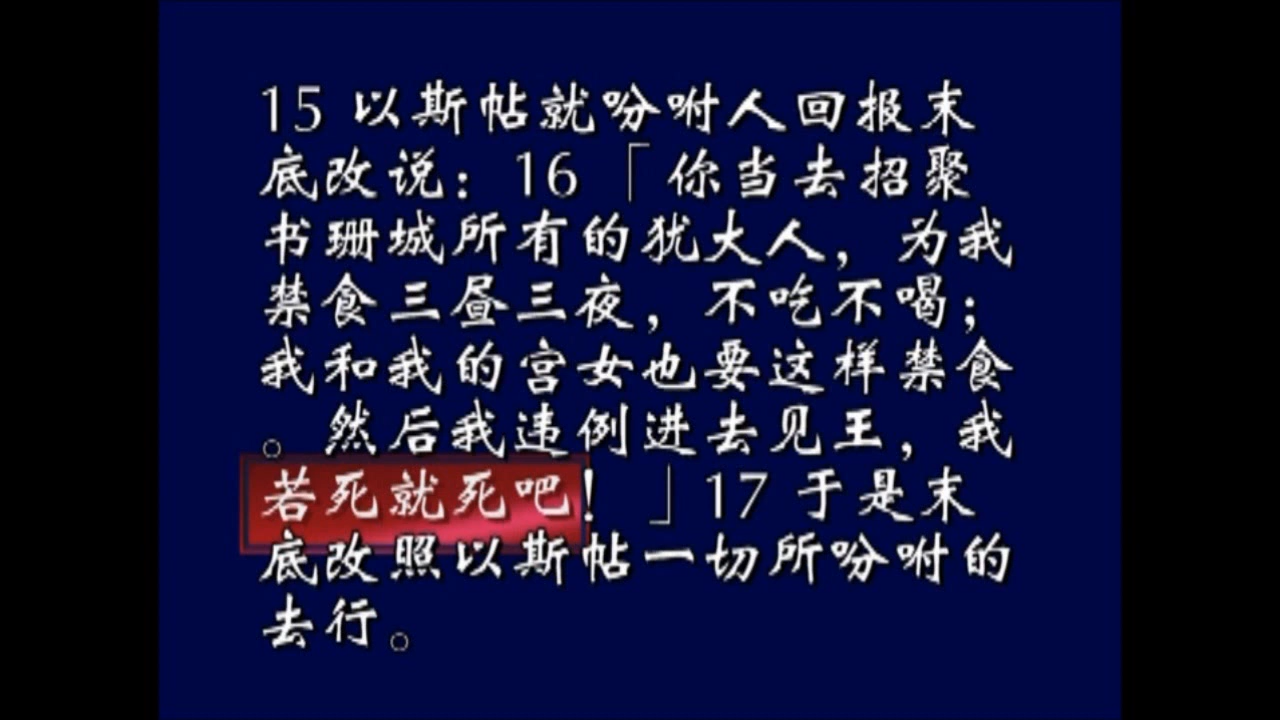 15 以斯帖就吩咐人回报末
底改说：16「你当去招聚
书珊城所有的犹大人，为我
禁食三昼三夜，不吃不喝；
我和我的宫女也要这样禁食
。然后我违例进去见王，我
若死就死吧！」17 于是末
底改照以斯帖一切所吩咐的
去行。